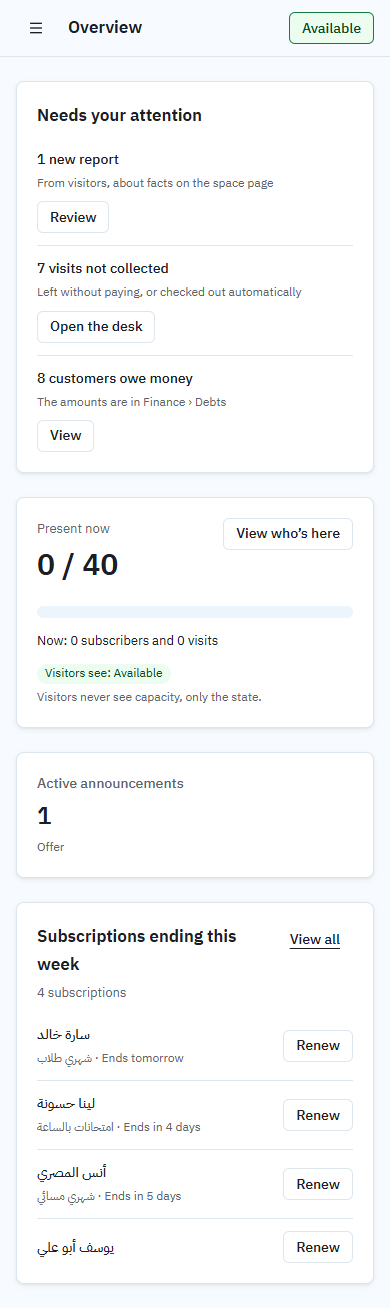 Overview
Available
Needs your attention
1 new report
From visitors, about facts on the space page
Review
7 visits not collected
Left without paying, or checked out automatically
Open the desk
8 customers owe money
The amounts are in Finance › Debts
View
Present now
View who’s here
0 / 40
Now: 0 subscribers and 0 visits
Visitors see: Available
Visitors never see capacity, only the state.
Active announcements
1
Offer
Subscriptions ending this
week
View all
4 subscriptions
سارة خالد
شهري طلاب · Ends tomorrow
Renew
لينا حسونة
امتحانات بالساعة · Ends in 4 days
Renew
أنس المصري
شهري مسائي · Ends in 5 days
Renew
يوسف أبو علي
Renew